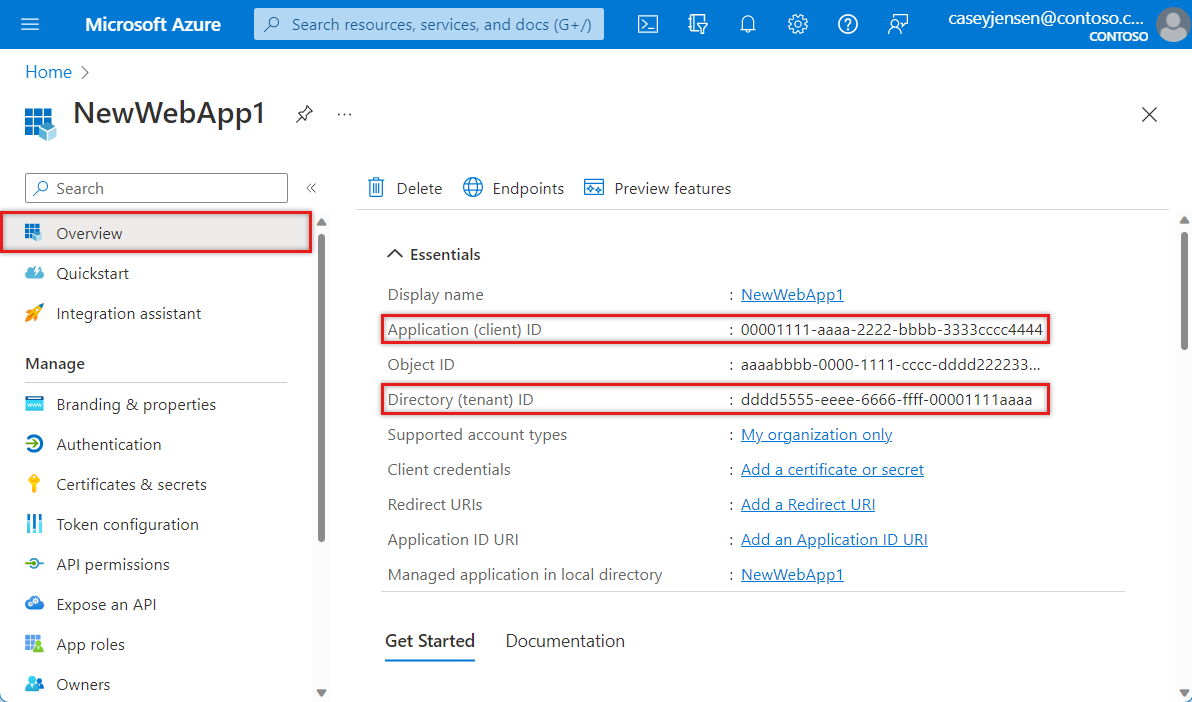 Microsoft Azure
Search resources, services, and docs (G+/)
caseyjensen@contoso.c...
CONTOSO
Home
NewWebApp1
...
Search
«
Overview
Quickstart
Integration assistant
Manage
Branding & properties
Authentication
Certificates & secrets
Token configuration
API permissions
Expose an API
App roles
Owners
Delete Endpoints Preview features
Essentials
Display name : NewWebApp1
Application (client) ID : 00001111-aaaa-2222-bbbb-3333cccc4444
Object ID : aaaabbbb-0000-1111-cccc-dddd222233...
Directory (tenant) ID : dddd5555-eeee-6666-ffff-00001111aaaa
Supported account types : My organization only
Client credentials : Add a certificate or secret
Redirect URIs : Add a Redirect URI
Application ID URI : Add an Application ID URI
Managed application in local directory : NewWebApp1
Get Started Documentation